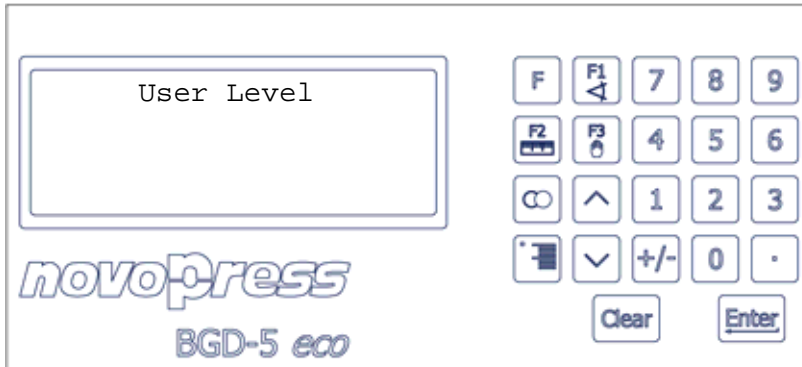 User Level
F F1 7 8 9
F2 F3 4 5 6
1 2 3
+/- 0 .
Clear Enter
novopress
BGD-5 eco